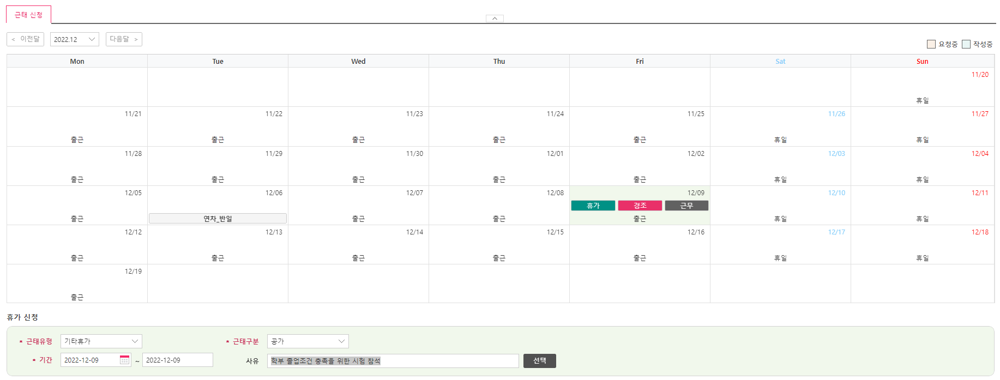 근태 신청
< 이전달 2022.12 다음달 >
요청중 작성중
Mon Tue Wed Thu Fri Sat Sun
11/20
휴일
11/21 11/22 11/23 11/24 11/25 11/26 11/27
출근 출근 출근 출근 출근 휴일 휴일
11/28 11/29 11/30 12/01 12/02 12/03 12/04
출근 출근 출근 출근 출근 휴일 휴일
12/05 12/06 12/07 12/08 12/09 12/10 12/11
휴가 경조 근무
출근 연차_반일 출근 출근 출근 휴일 휴일
12/12 12/13 12/14 12/15 12/16 12/17 12/18
출근 출근 출근 출근 출근 휴일 휴일
12/19
출근
휴가 신청
* 근태유형 기타휴가 * 근태구분 공가
* 기간 2022-12-09 ~ 2022-12-09 사유 학부 졸업조건 충족을 위한 시험 참석 선택